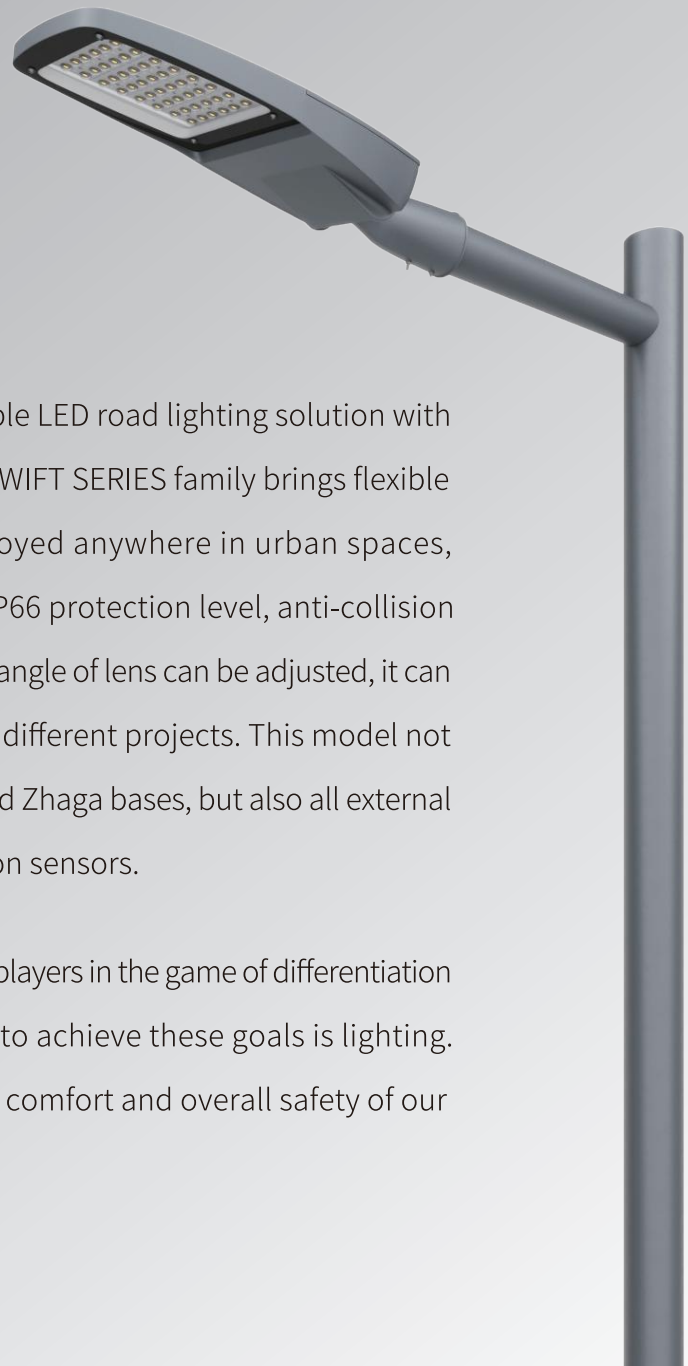 ple LED road lighting solution with
WIFT SERIES family brings flexible
oyed anywhere in urban spaces,
P66 protection level, anti-collision
angle of lens can be adjusted, it can
different projects. This model not
d Zhaga bases, but also all external
on sensors.
players in the game of differentiation
to achieve these goals is lighting.
comfort and overall safety of our